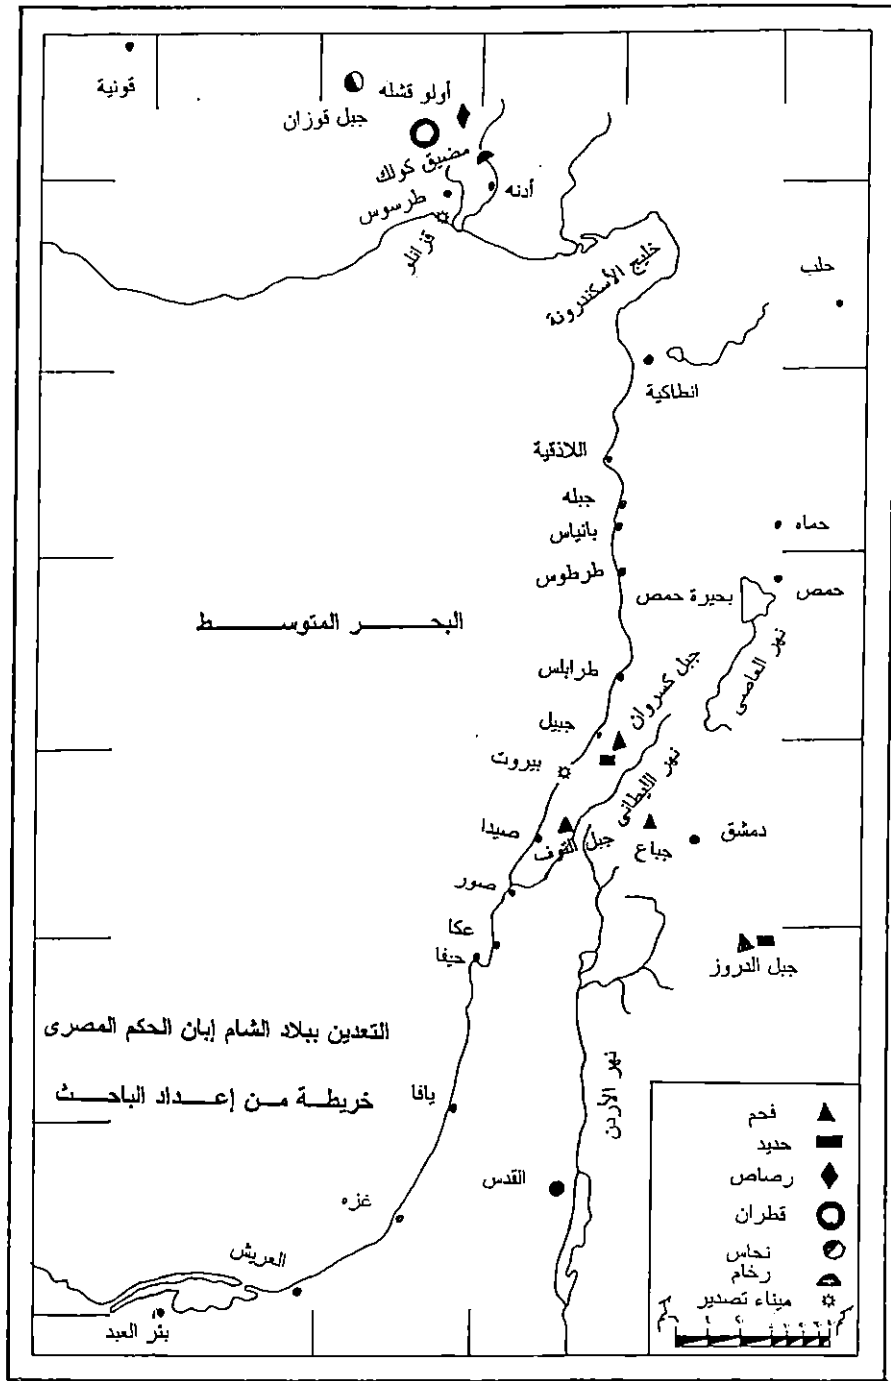 قونية
أولو قشله
جبل قوزان
مضيق كولك
أدنه
طرسوس
قزانلو
خليج الأسكندرونة
حلب
انطاكية
اللاذقية
جبله
بانياس
حماه
طرطوس
حمص
بحيرة حمص
البحر المتوسط
نهر العاصى
طرابلس
جبل كسروان
جبيل
بيروت
نهر الليطانى
صيدا
جبل التوف
جباع
دمشق
صور
عكا
حيفا
جبل الدروز
التعدين ببلاد الشام إبان الحكم المصرى
خريطة من إعداد الباحث
يافا
نهر الأردن
القدس
غزه
العريش
بئر العبد
فحم
حديد
رصاص
قطران
نحاس
رخام
ميناء تصدير